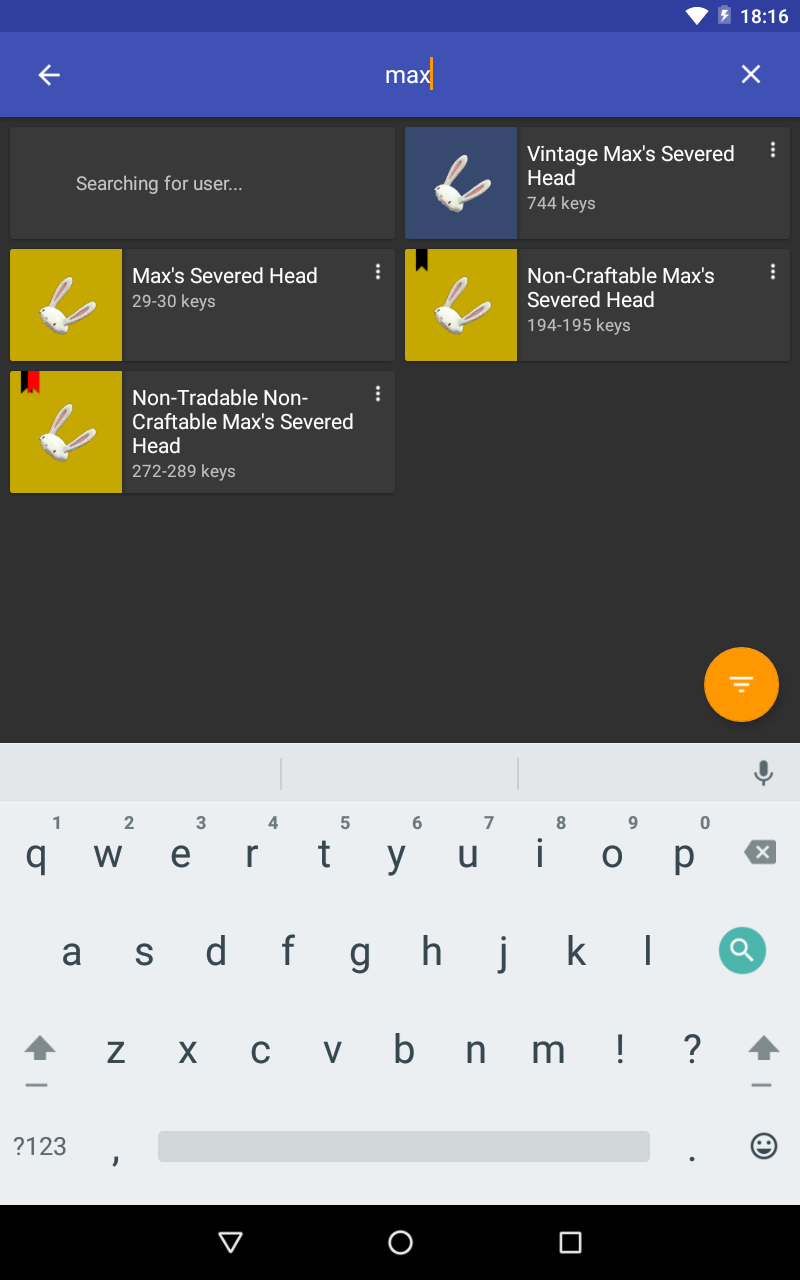 18:16
max
Searching for user...
Vintage Max's Severed
Head
744 keys
Max's Severed Head
29-30 keys
Non-Craftable Max's
Severed Head
194-195 keys
Non-Tradable Non-
Craftable Max's Severed
Head
272-289 keys
1 2 3 4 5 6 7 8 9 0
q w e r t y u i o p
a s d f g h j k l
z x c v b n m ! ?
?123 , .